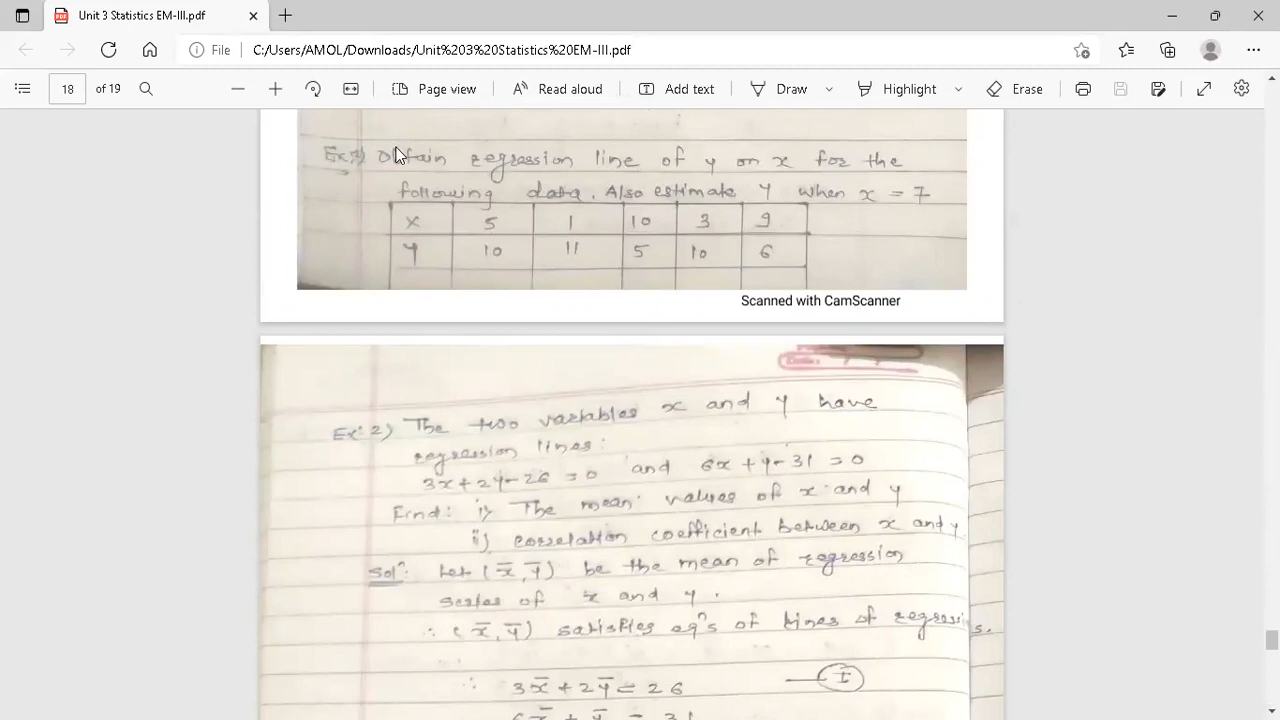 Unit 3 Statistics EM-III.pdf
File C:/Users/AMOL/Downloads/Unit%203%20Statistics%20EM-III.pdf
18 of 19 Page view Read aloud Add text Draw Highlight Erase
obtain regression line of y on x for the
following data. Also estimate y when x = 7
X 5 1 10 3 9
Y 10 11 5 10 6
Scanned with CamScanner
Ex:2) The two variables x and y have
regression lines:
3x+2y-26=0 and 6x+y-31=0
Find: i) The mean values of x and y
ii) correlation coefficient between x and y
Solⁿ: Let (x̄, ȳ) be the mean of regression
series of x and y.
∴ (x̄, ȳ) satisfies eqⁿs of lines of regressi s.
∴ 3x̄+2ȳ=26 —(I)
6x̄+ȳ=31